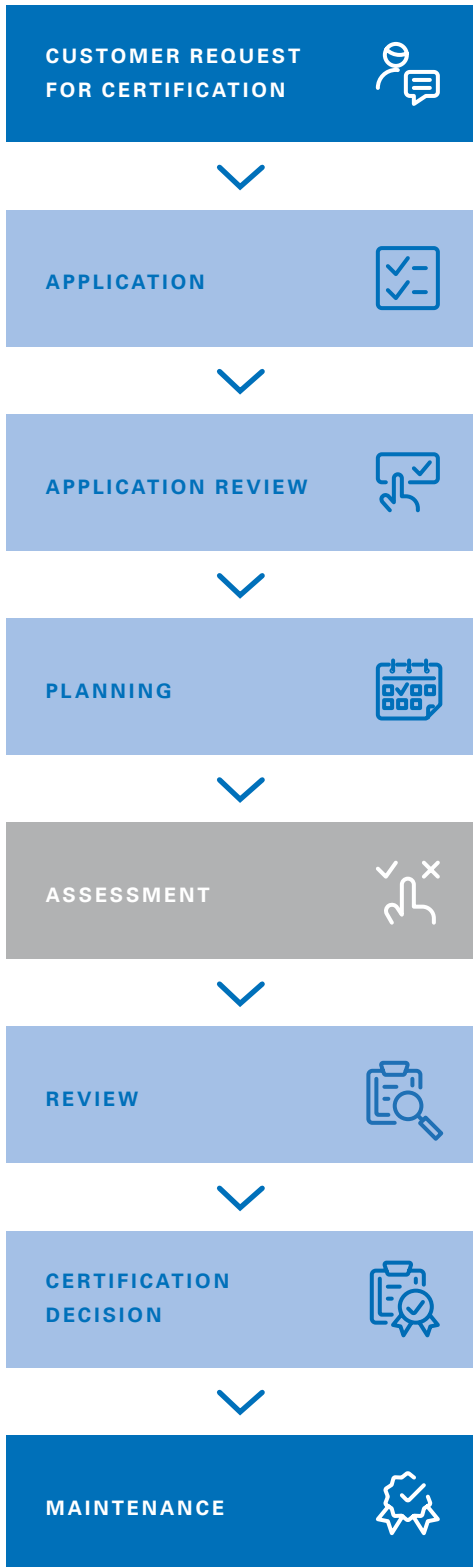 CUSTOMER REQUEST
FOR CERTIFICATION
APPLICATION
APPLICATION REVIEW
PLANNING
ASSESSMENT
REVIEW
CERTIFICATION
DECISION
MAINTENANCE